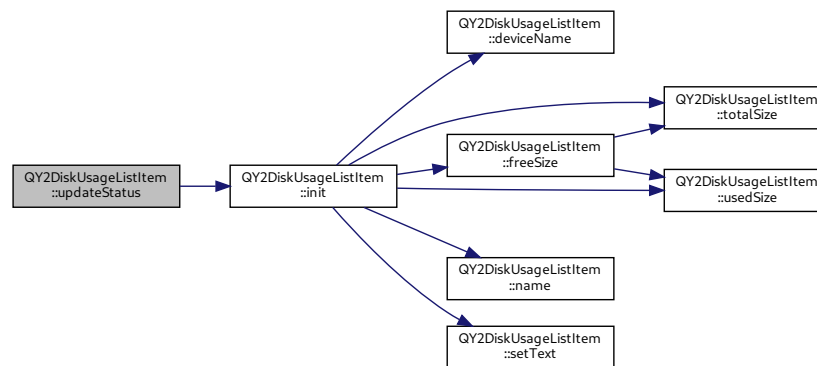 QY2DiskUsageListItem
::updateStatus
QY2DiskUsageListItem
::init
QY2DiskUsageListItem
::deviceName
QY2DiskUsageListItem
::freeSize
QY2DiskUsageListItem
::name
QY2DiskUsageListItem
::setText
QY2DiskUsageListItem
::totalSize
QY2DiskUsageListItem
::usedSize